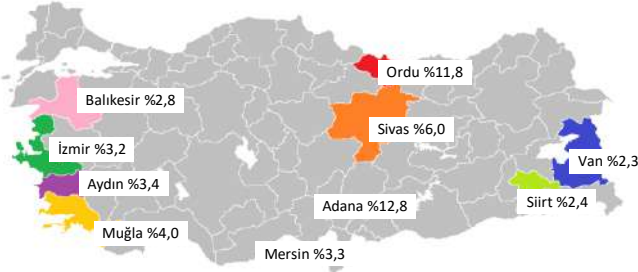 Ordu %11,8
Balıkesir %2,8
Sivas %6,0
İzmir %3,2
Van %2,3
Aydın %3,4
Siirt %2,4
Adana %12,8
Muğla %4,0
Mersin %3,3